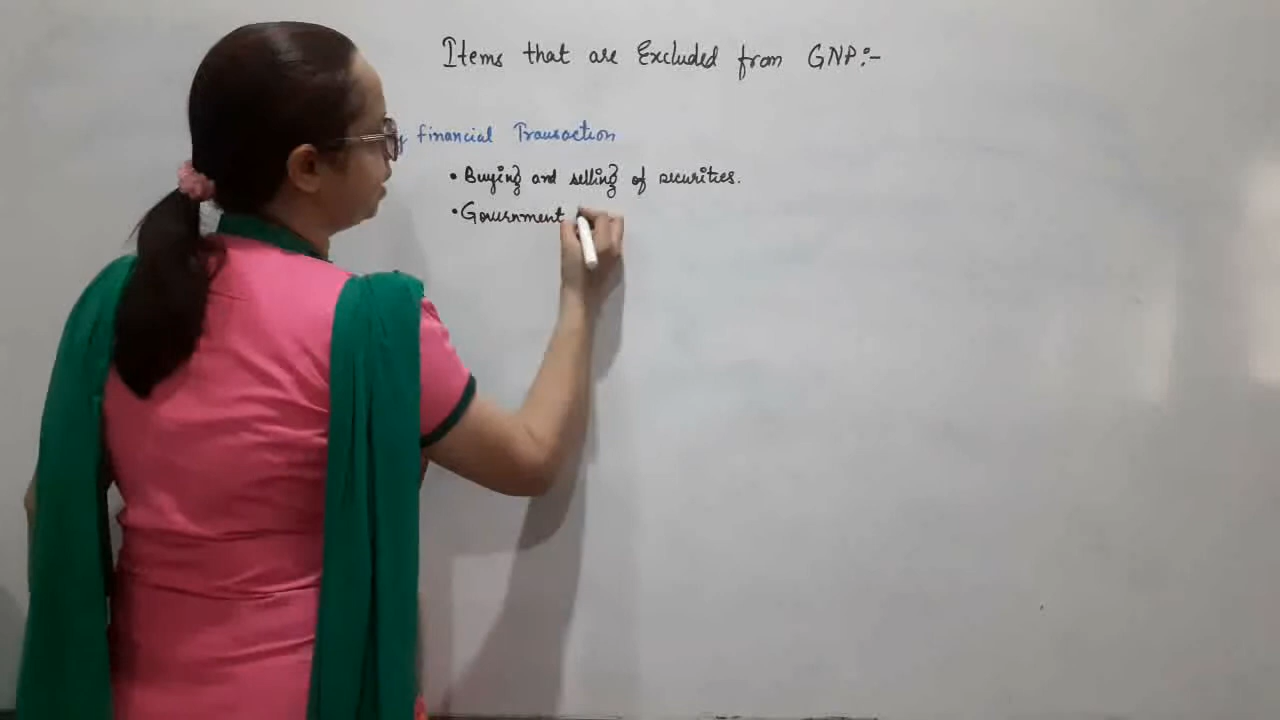 Items that are Excluded from GNP:-
financial Transaction
• Buying and selling of securities.
• Government